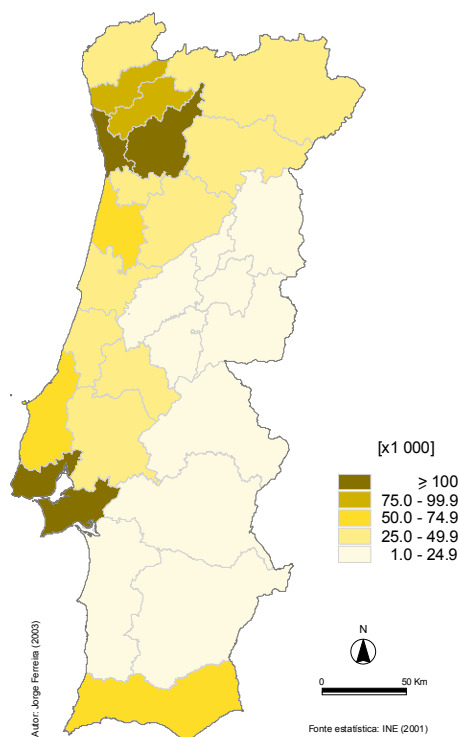 [x1 000]
≥ 100
75.0 - 99.9
50.0 - 74.9
25.0 - 49.9
1.0 - 24.9
N
0 50 Km
Autor: Jorge Ferreira (2003)
Fonte estatística: INE (2001)